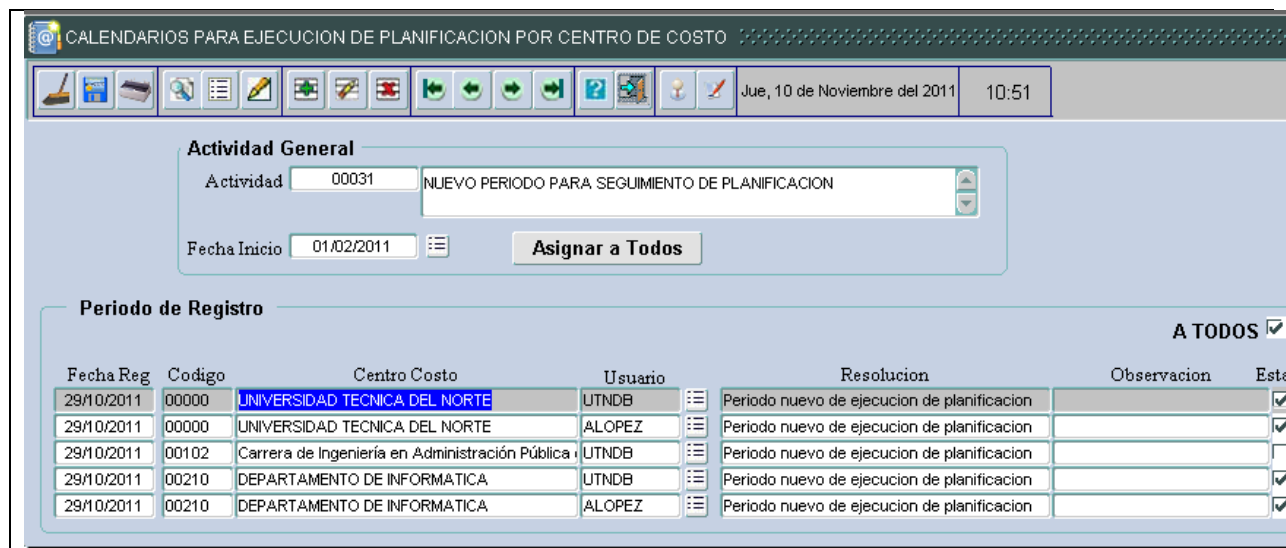 CALENDARIOS PARA EJECUCION DE PLANIFICACION POR CENTRO DE COSTO
Jue, 10 de Noviembre del 2011 10:51
Actividad General
Actividad 00031 NUEVO PERIODO PARA SEGUIMIENTO DE PLANIFICACION
Fecha Inicio 01/02/2011 Asignar a Todos
Periodo de Registro
A TODOS
Fecha Reg Codigo Centro Costo Usuario Resolucion Observacion Esta
29/10/2011 00000 UNIVERSIDAD TECNICA DEL NORTE UTNDB Periodo nuevo de ejecucion de planificacion
29/10/2011 00000 UNIVERSIDAD TECNICA DEL NORTE ALOPEZ Periodo nuevo de ejecucion de planificacion
29/10/2011 00102 Carrera de Ingeniería en Administración Pública UTNDB Periodo nuevo de ejecucion de planificacion
29/10/2011 00210 DEPARTAMENTO DE INFORMATICA UTNDB Periodo nuevo de ejecucion de planificacion
29/10/2011 00210 DEPARTAMENTO DE INFORMATICA ALOPEZ Periodo nuevo de ejecucion de planificacion